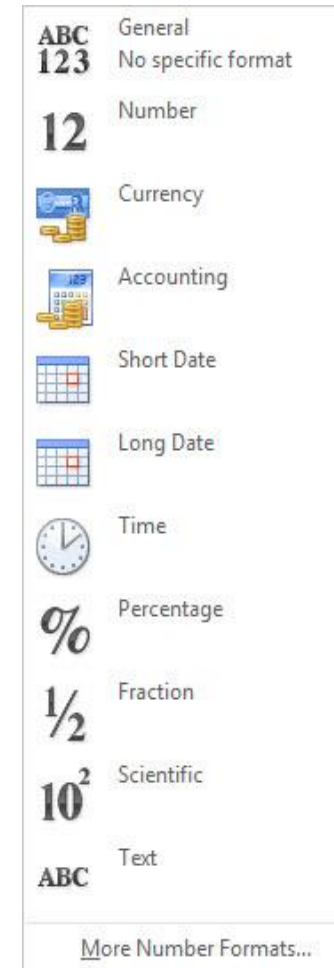 ABC
123
General
No specific format
12
Number
Currency
123
Accounting
Short Date
Long Date
Time
%
Percentage
1/2
Fraction
10²
Scientific
ABC
Text
More Number Formats...